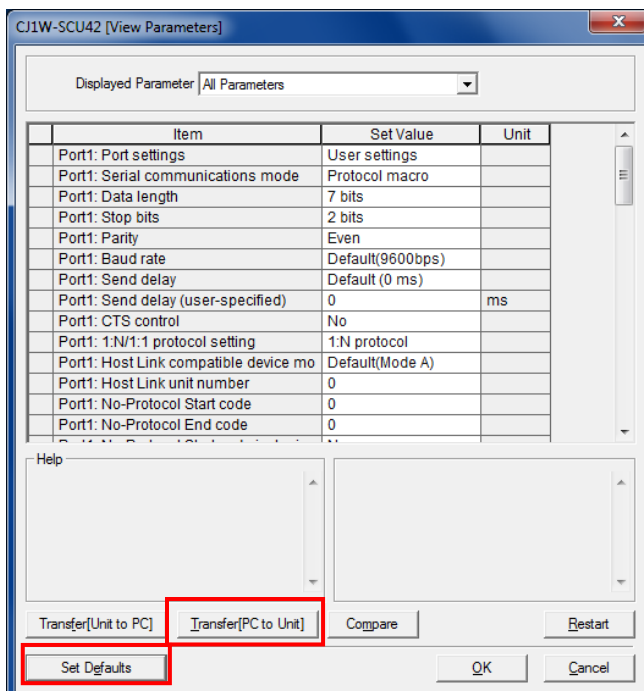 CJ1W-SCU42 [View Parameters]
Displayed Parameter All Parameters
Item Set Value Unit
Port1: Port settings User settings
Port1: Serial communications mode Protocol macro
Port1: Data length 7 bits
Port1: Stop bits 2 bits
Port1: Parity Even
Port1: Baud rate Default(9600bps)
Port1: Send delay Default (0 ms)
Port1: Send delay (user-specified) 0 ms
Port1: CTS control No
Port1: 1:N/1:1 protocol setting 1:N protocol
Port1: Host Link compatible device mo Default(Mode A)
Port1: Host Link unit number 0
Port1: No-Protocol Start code 0
Port1: No-Protocol End code 0
Help
Transfer[Unit to PC] Transfer[PC to Unit] Compare Restart
Set Defaults OK Cancel